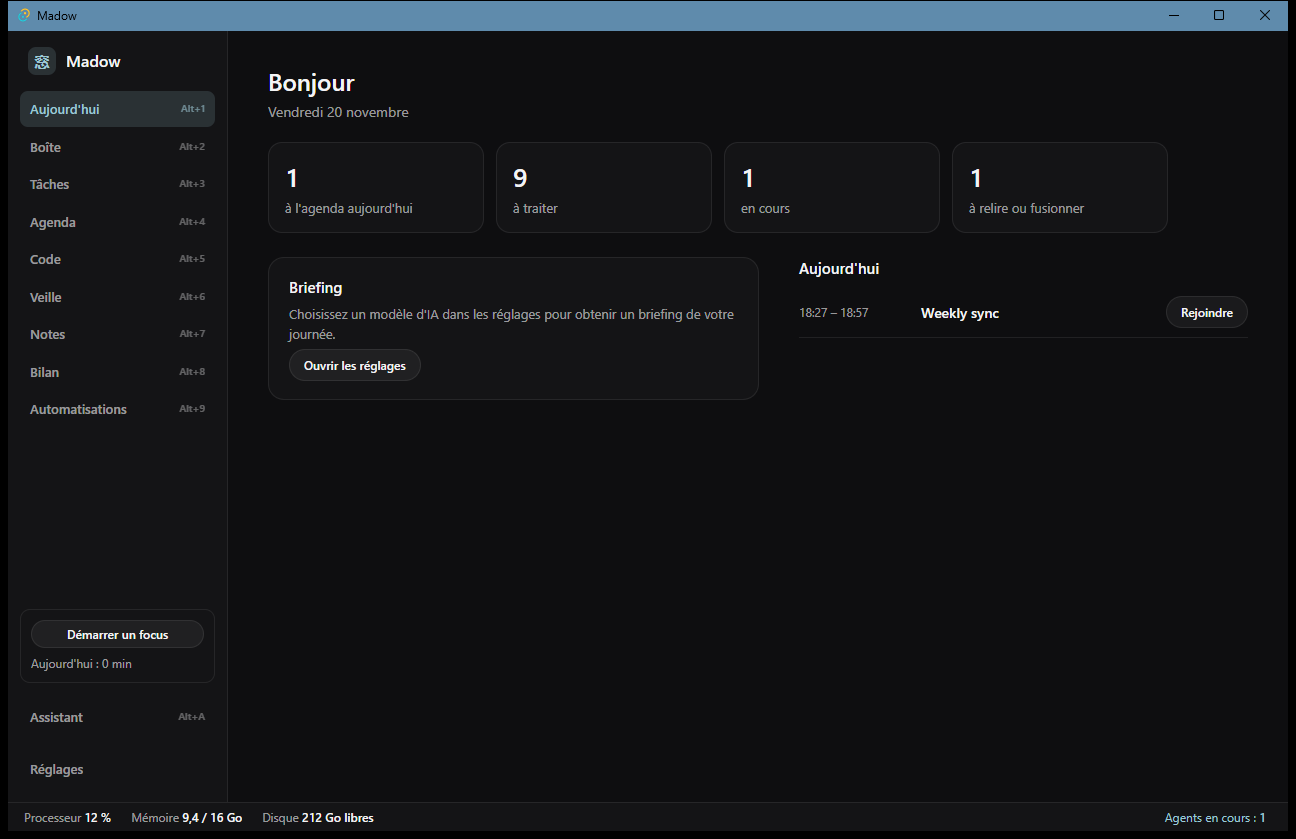 Madow
窓 Madow
Aujourd'hui Alt+1
Boîte Alt+2
Tâches Alt+3
Agenda Alt+4
Code Alt+5
Veille Alt+6
Notes Alt+7
Bilan Alt+8
Automatisations Alt+9
Démarrer un focus
Aujourd'hui : 0 min
Assistant Alt+A
Réglages
Bonjour
Vendredi 20 novembre
1
à l'agenda aujourd'hui
9
à traiter
1
en cours
1
à relire ou fusionner
Briefing
Choisissez un modèle d'IA dans les réglages pour obtenir un briefing de votre
journée.
Ouvrir les réglages
Aujourd'hui
18:27 – 18:57 Weekly sync Rejoindre
Processeur 12 % Mémoire 9,4 / 16 Go Disque 212 Go libres Agents en cours : 1